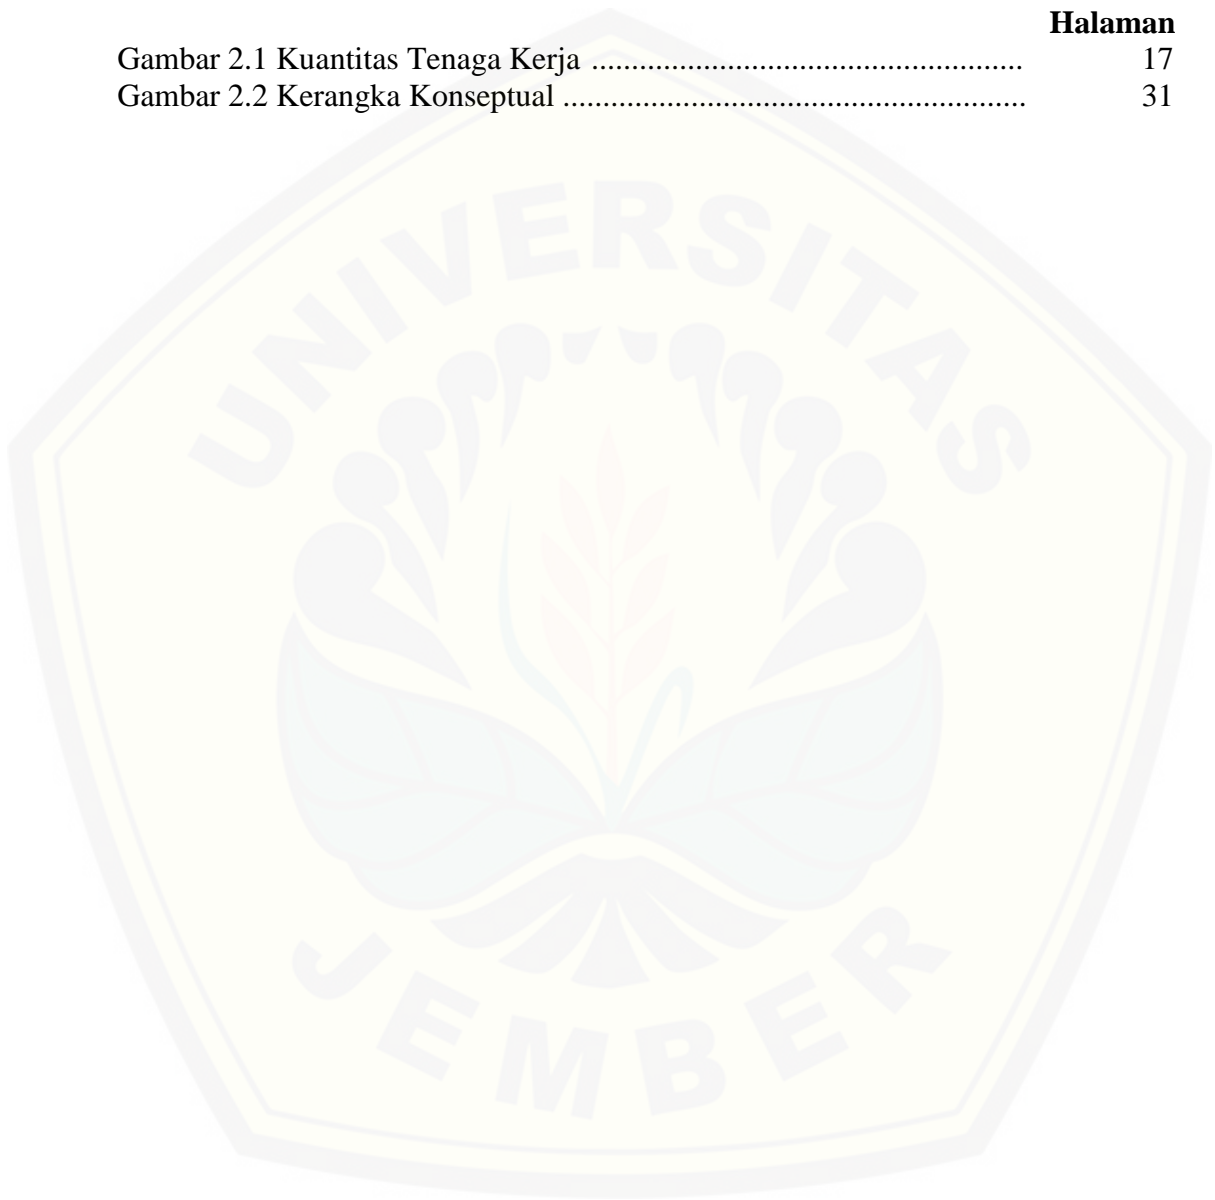 Halaman
Gambar 2.1 Kuantitas Tenaga Kerja ...................................................... 17
Gambar 2.2 Kerangka Konseptual .......................................................... 31
UNIVERSITAS
JEMBER